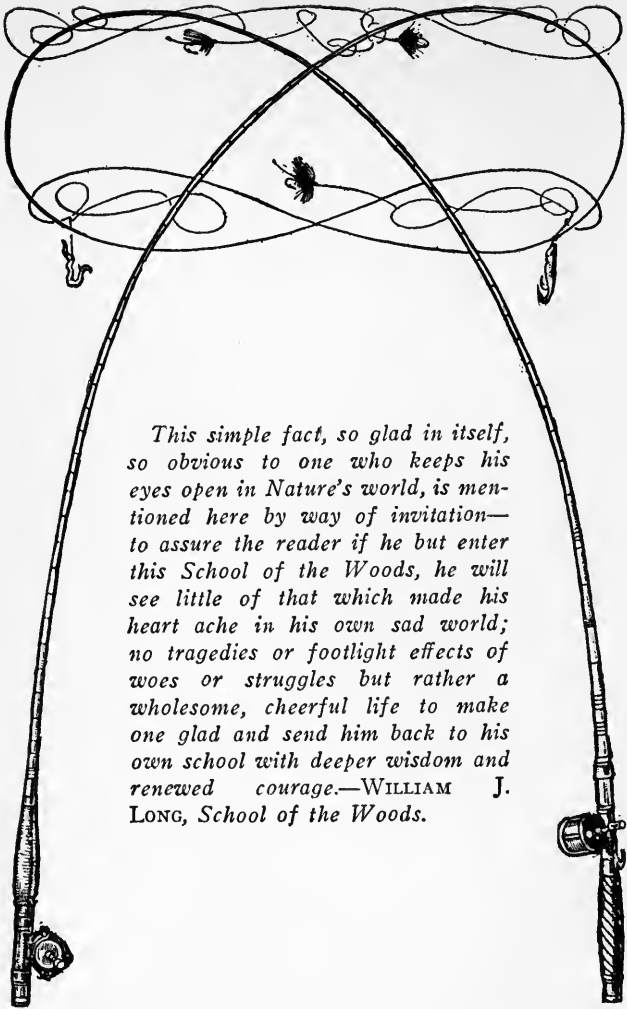 This simple fact, so glad in itself,
so obvious to one who keeps his
eyes open in Nature's world, is men-
tioned here by way of invitation—
to assure the reader if he but enter
this School of the Woods, he will
see little of that which made his
heart ache in his own sad world;
no tragedies or footlight effects of
woes or struggles but rather a
wholesome, cheerful life to make
one glad and send him back to his
own school with deeper wisdom and
renewed courage.—WILLIAM J.
LONG, School of the Woods.